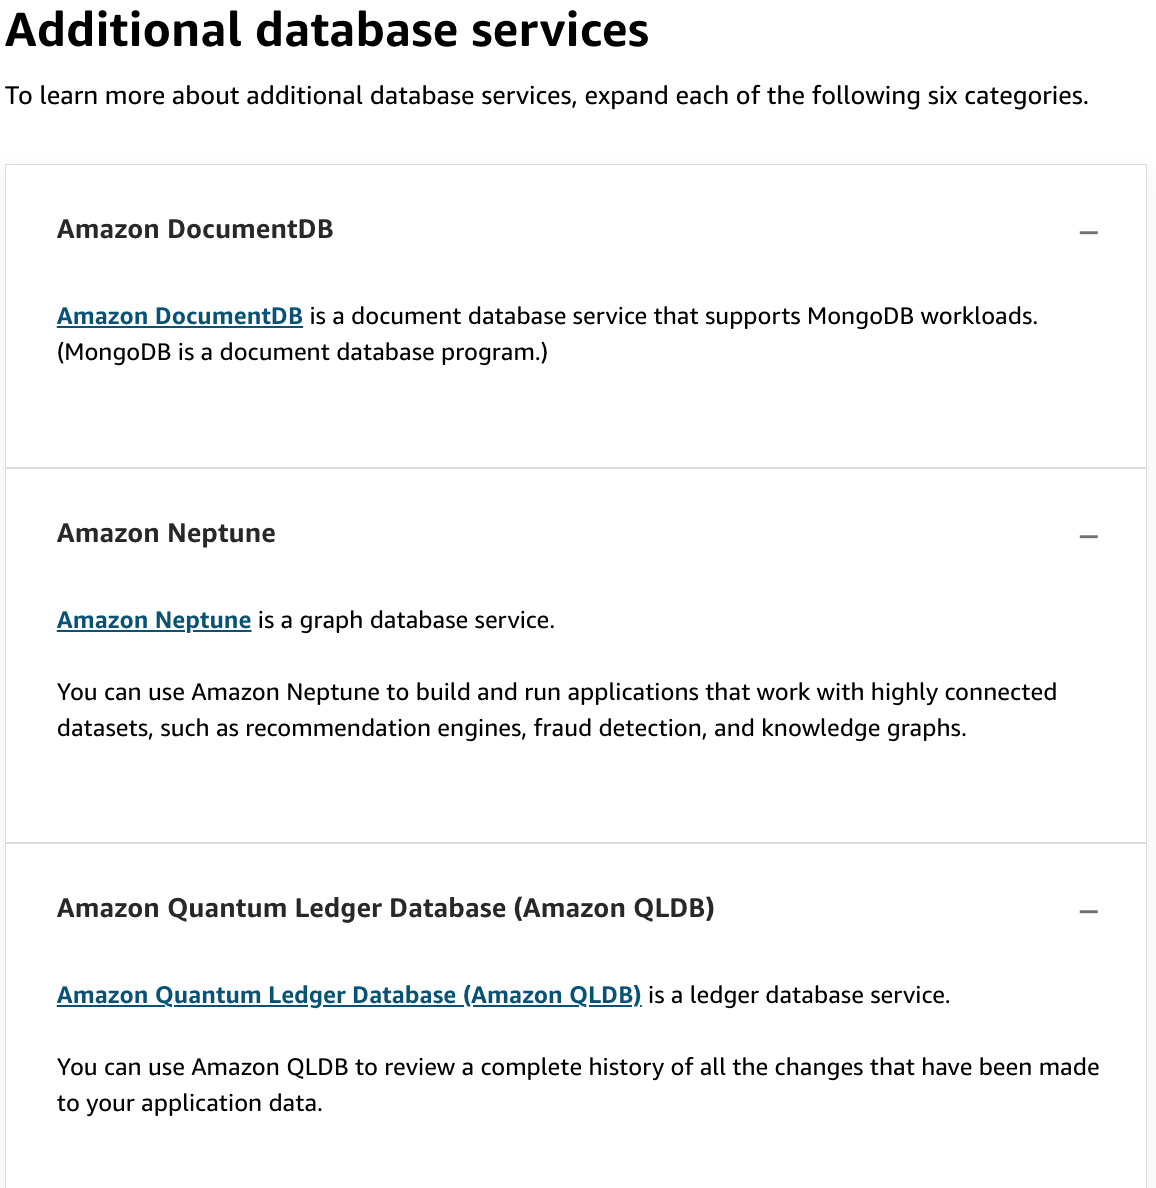 Additional database services
To learn more about additional database services, expand each of the following six categories.
Amazon DocumentDB
Amazon DocumentDB is a document database service that supports MongoDB workloads.
(MongoDB is a document database program.)
Amazon Neptune
Amazon Neptune is a graph database service.
You can use Amazon Neptune to build and run applications that work with highly connected
datasets, such as recommendation engines, fraud detection, and knowledge graphs.
Amazon Quantum Ledger Database (Amazon QLDB)
Amazon Quantum Ledger Database (Amazon QLDB) is a ledger database service.
You can use Amazon QLDB to review a complete history of all the changes that have been made
to your application data.